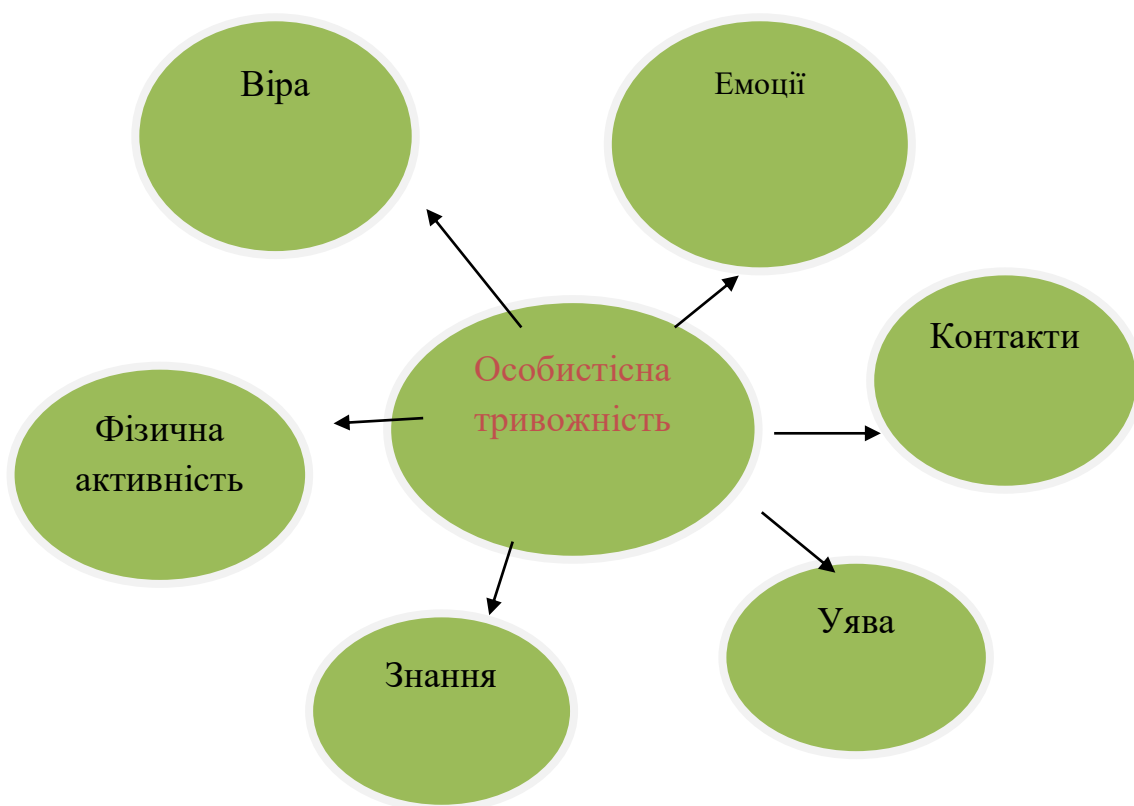 Віра
Емоції
Контакти
Особистісна
тривожність
Фізична
активність
Уява
Знання